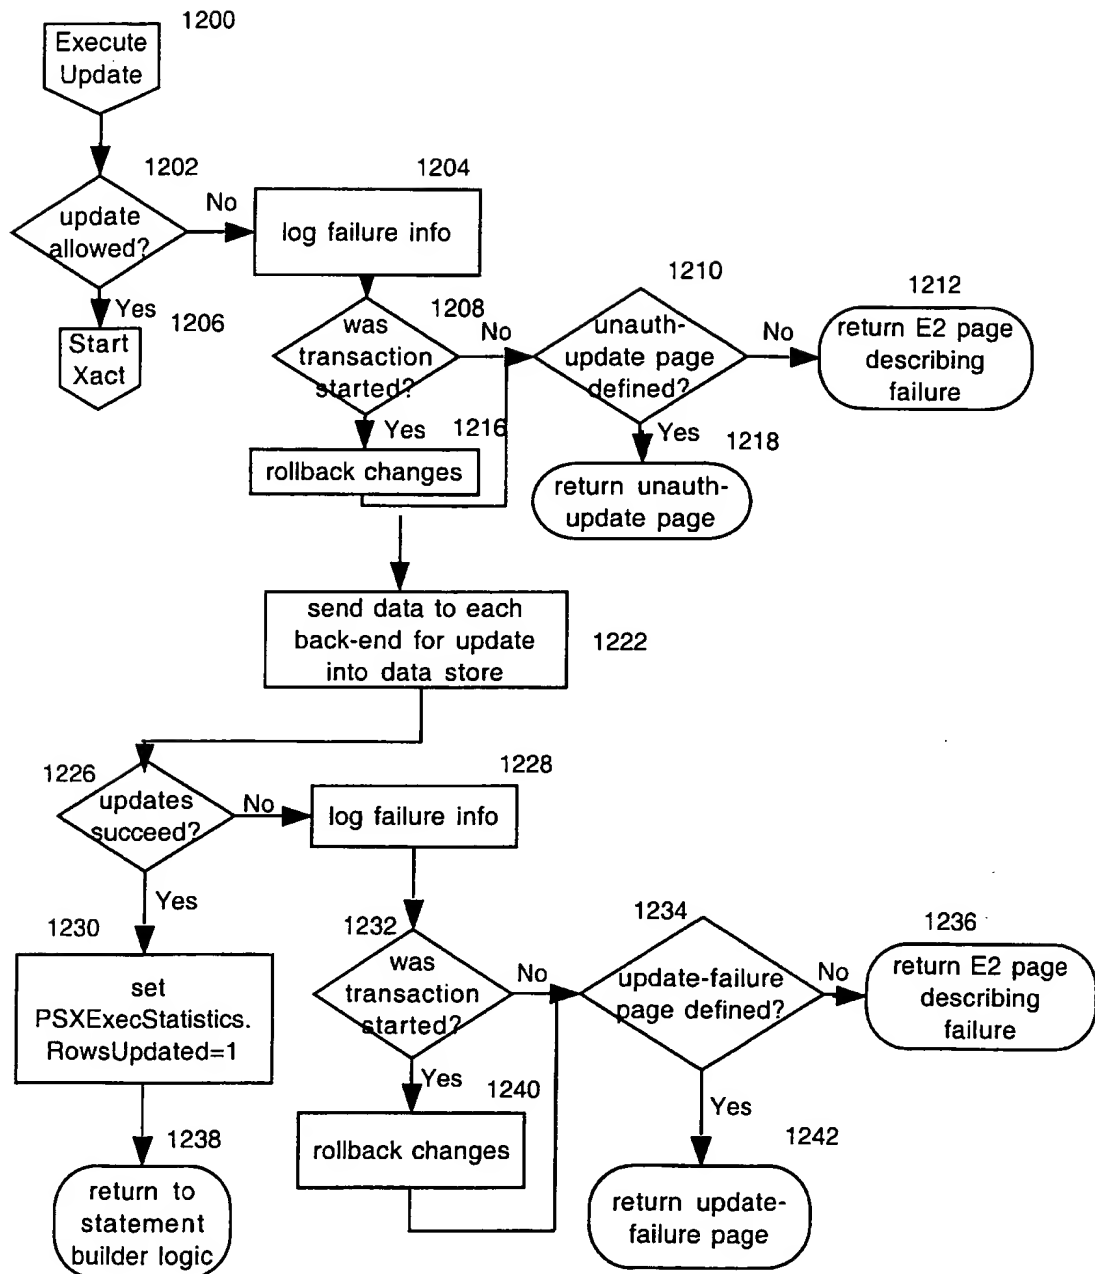 1200
Execute
Update
1202
update
allowed?
No
Yes
1204
log failure info
1206
Start
Xact
1208
was
transaction
started?
No
Yes
1210
unauth-
update page
defined?
No
Yes
1212
return E2 page
describing
failure
1216
rollback changes
1218
return unauth-
update page
send data to each
back-end for update
into data store
1222
1226
updates
succeed?
No
Yes
1228
log failure info
1230
set
PSXExecStatistics.
RowsUpdated=1
1232
was
transaction
started?
No
Yes
1234
update-failure
page defined?
No
Yes
1236
return E2 page
describing
failure
1238
return to
statement
builder logic
1240
rollback changes
1242
return update-
failure page